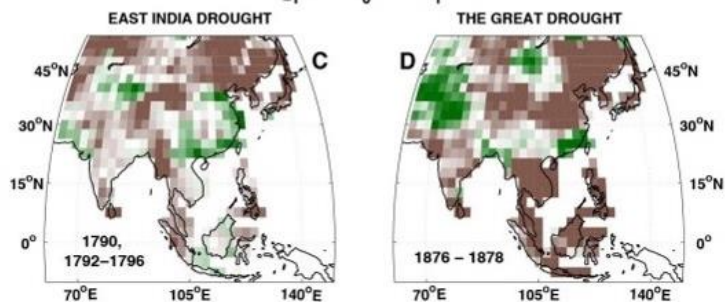 EAST INDIA DROUGHT
THE GREAT DROUGHT
C
D
45°N
30°N
15°N
0°
45°N
30°N
15°N
0°
1790,
1792–1796
1876 – 1878
70°E
105°E
140°E
70°E
105°E
140°E